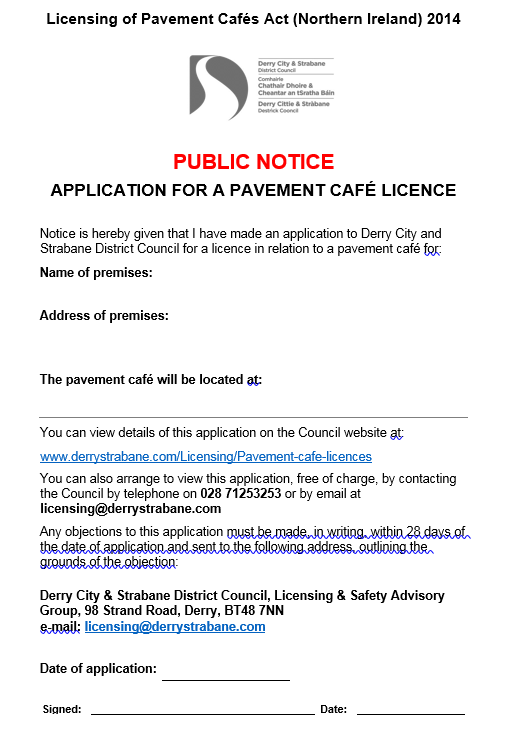 Licensing of Pavement Cafés Act (Northern Ireland) 2014
Derry City & Strabane
District Council
Comhairle
Chathair Dhoire &
Cheantar an tSratha Báin
Derry Cittie & Stràbane
Destrick Cooncil
PUBLIC NOTICE
APPLICATION FOR A PAVEMENT CAFÉ LICENCE
Notice is hereby given that I have made an application to Derry City and
Strabane District Council for a licence in relation to a pavement café for:
Name of premises:
Address of premises:
The pavement café will be located at:
You can view details of this application on the Council website at:
www.derrystrabane.com/Licensing/Pavement-cafe-licences
You can also arrange to view this application, free of charge, by contacting
the Council by telephone on 028 71253253 or by email at
licensing@derrystrabane.com
Any objections to this application must be made, in writing, within 28 days of
the date of application and sent to the following address, outlining the
grounds of the objection:
Derry City & Strabane District Council, Licensing & Safety Advisory
Group, 98 Strand Road, Derry, BT48 7NN
e-mail: licensing@derrystrabane.com
Date of application:
Signed: Date: